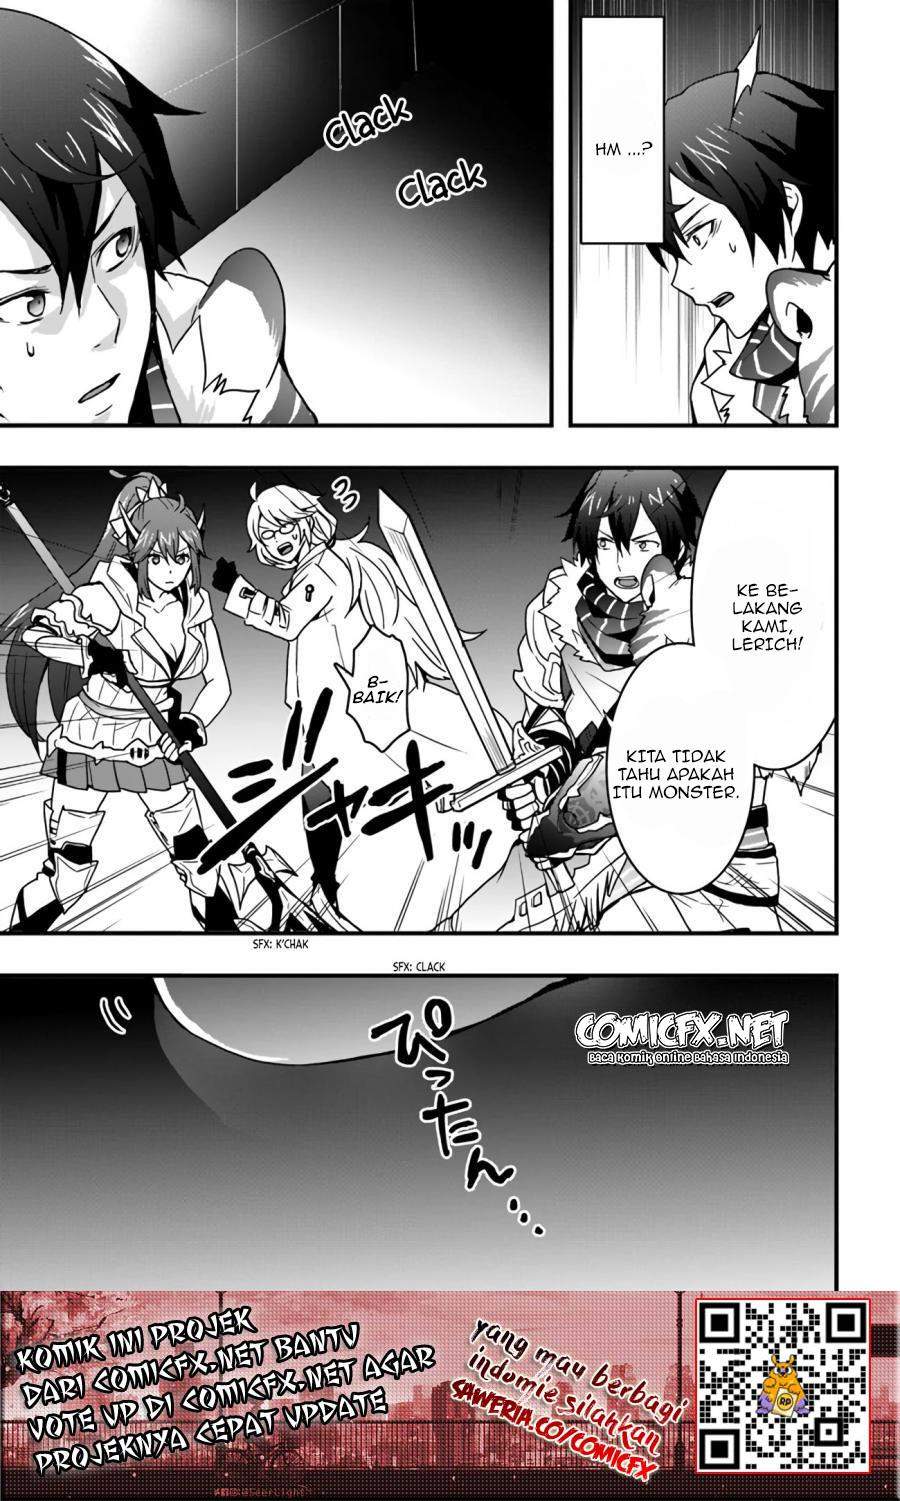 HM ...?
Clack
Clack
KE BE-
LAKANG
KAMI,
LERICH!
KITA TIDAK
TAHU APAKAH
ITU MONSTER.
B-
BAIK!
ジャキッ
SFX: K'CHAK
SFX: CLACK
ぴったん...
COMICFX.NET
Baca Komik Online Bahasa Indonesia
KOMIK INI PROJEK
DARI COMICFX.NET BANTU
VOTE UP DI COMICFX.NET AGAR
PROJEKNYA CEPAT UPDATE
yang mau berbagi
indomie silahkan
SAWERIA.CO/COMICFX
RP